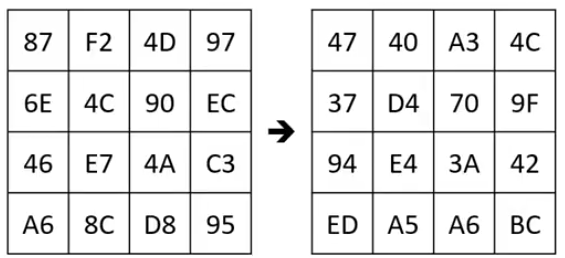 87 F2 4D 97 47 40 A3 4C
6E 4C 90 EC 37 D4 70 9F
46 E7 4A C3 94 E4 3A 42
A6 8C D8 95 ED A5 A6 BC